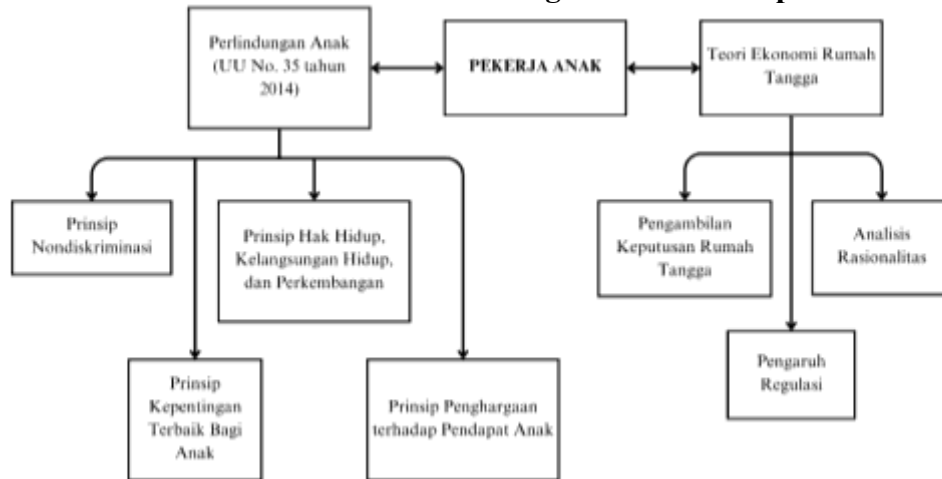 Perlindungan Anak
(UU No. 35 tahun
2014)
PEKERJA ANAK
Teori Ekonomi Rumah
Tangga
Prinsip
Nondiskriminasi
Prinsip Hak Hidup,
Kelangsungan Hidup,
dan Perkembangan
Pengambilan
Keputusan Rumah
Tangga
Analisis
Rasionalitas
Prinsip
Kepentingan
Terbaik Bagi
Anak
Prinsip Penghargaan
terhadap Pendapat Anak
Pengaruh
Regulasi